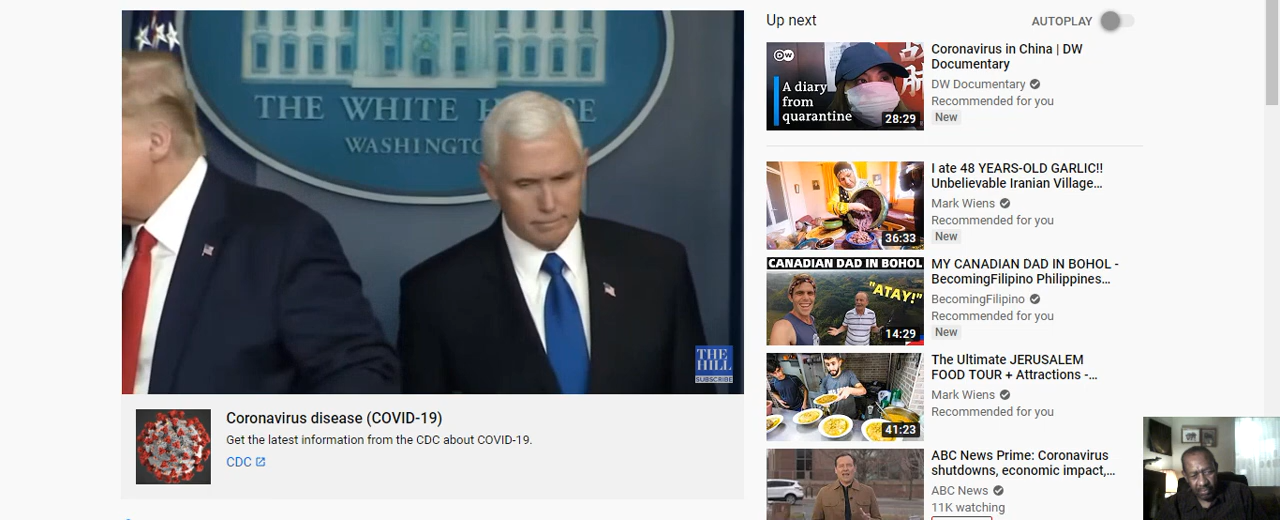 THE WHITE H SE
WASHINGTO
THE
HILL
SUBSCRIBE
Coronavirus disease (COVID-19)
Get the latest information from the CDC about COVID-19.
CDC
Up next
AUTOPLAY
DW
A diary
from
quarantine
28:29
Coronavirus in China | DW
Documentary
DW Documentary
Recommended for you
New
36:33
I ate 48 YEARS-OLD GARLIC!!
Unbelievable Iranian Village...
Mark Wiens
Recommended for you
New
CANADIAN DAD IN BOHOL
"ATAY!"
14:29
MY CANADIAN DAD IN BOHOL -
BecomingFilipino Philippines...
BecomingFilipino
Recommended for you
New
41:23
The Ultimate JERUSALEM
FOOD TOUR + Attractions -...
Mark Wiens
Recommended for you
ABC News Prime: Coronavirus
shutdowns, economic impact,...
ABC News
11K watching